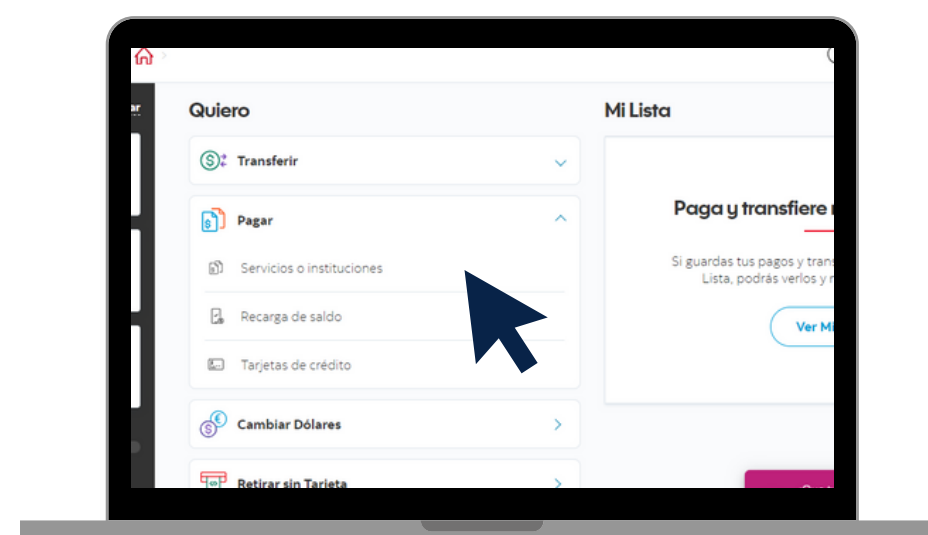 Quiero
Transferir
Pagar
Servicios o instituciones
Recarga de saldo
Tarjetas de crédito
Cambiar Dólares
Retirar sin Tarjeta
Mi Lista
Paga y transfiere
Si guardas tus pagos y
Lista, podrás verlos y
Ver